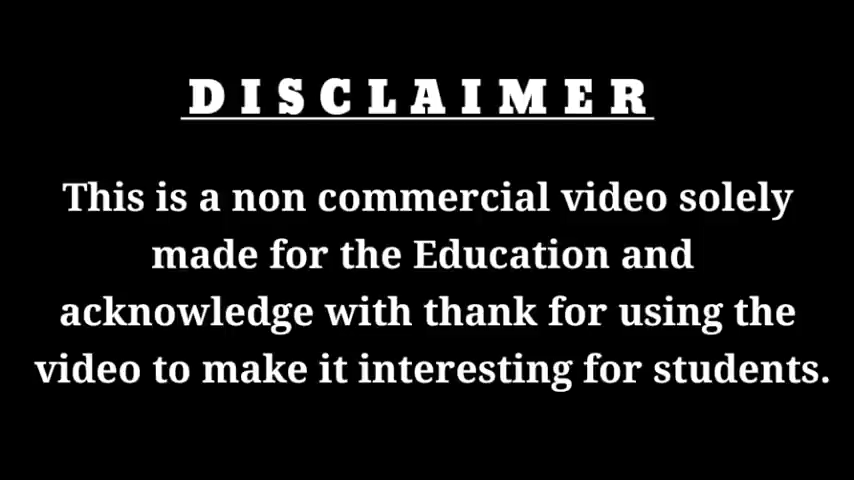 DISCLAIMER
This is a non commercial video solely
made for the Education and
acknowledge with thank for using the
video to make it interesting for students.